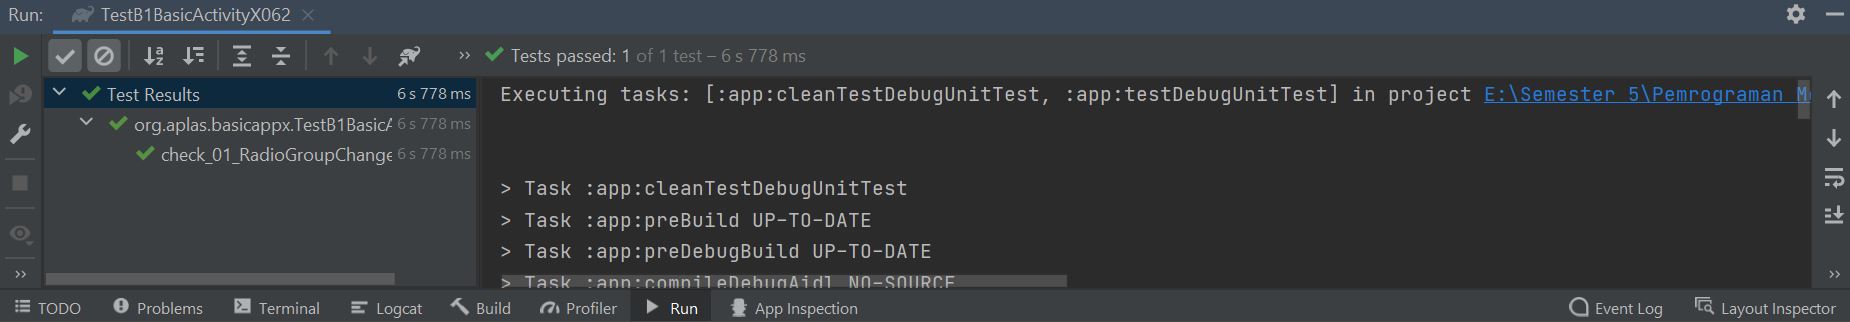 Run: TestB1BasicActivityX062
Tests passed: 1 of 1 test – 6 s 778 ms
Test Results 6 s 778 ms
org.aplas.basicappx.TestB1BasicA 6 s 778 ms
check_01_RadioGroupChange 6 s 778 ms
Executing tasks: [:app:cleanTestDebugUnitTest, :app:testDebugUnitTest] in project E:\Semester 5\Pemrograman M
> Task :app:cleanTestDebugUnitTest
> Task :app:preBuild UP-TO-DATE
> Task :app:preDebugBuild UP-TO-DATE
> Task :app:compileDebugAidl NO-SOURCE
TODO Problems Terminal Logcat Build Profiler Run App Inspection Event Log Layout Inspector